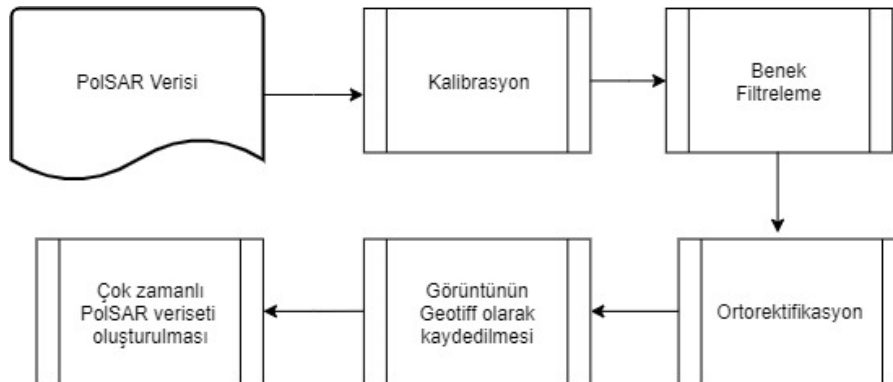 PolSAR Verisi
Kalibrasyon
Benek
Filtreleme
Ortorektifikasyon
Görüntünün
Geotiff olarak
kaydedilmesi
Çok zamanlı
PolSAR veriseti
oluşturulması